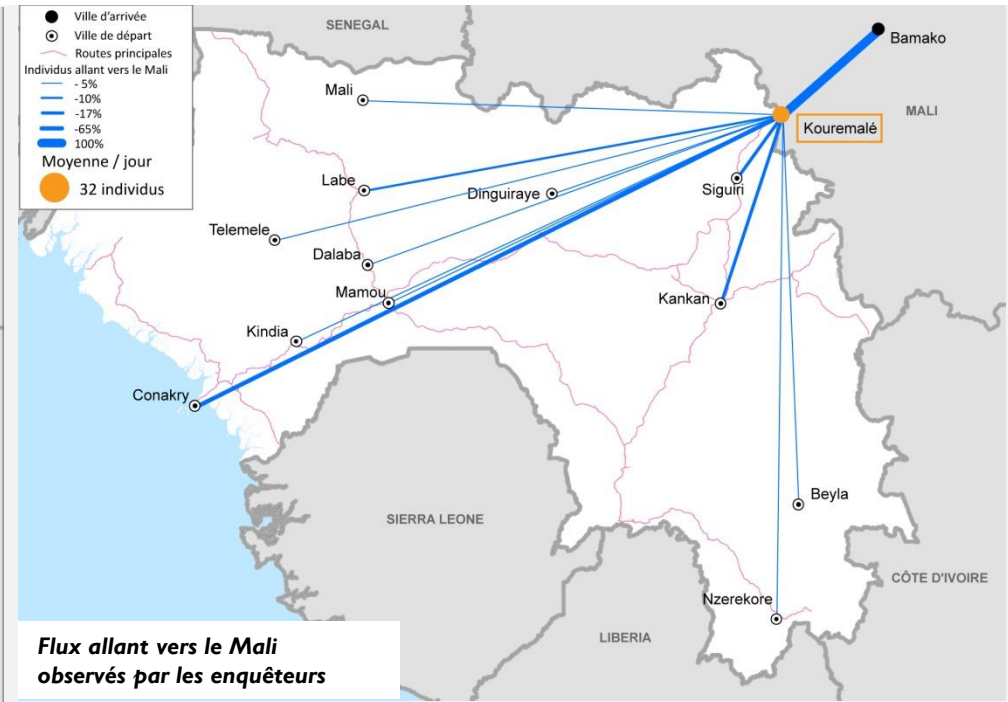 Ville d'arrivée
Ville de départ
Routes principales
Individus allant vers le Mali
- 5%
-10%
-17%
-65%
100%
Moyenne / jour
32 individus
SENEGAL
Bamako
MALI
Mali
Kouremalé
Labe
Dinguiraye
Siguiri
Telemele
Dalaba
Mamou
Kankan
Kindia
Conakry
Beyla
SIERRA LEONE
CÔTE D'IVOIRE
Nzerekore
LIBERIA
Flux allant vers le Mali
observés par les enquêteurs